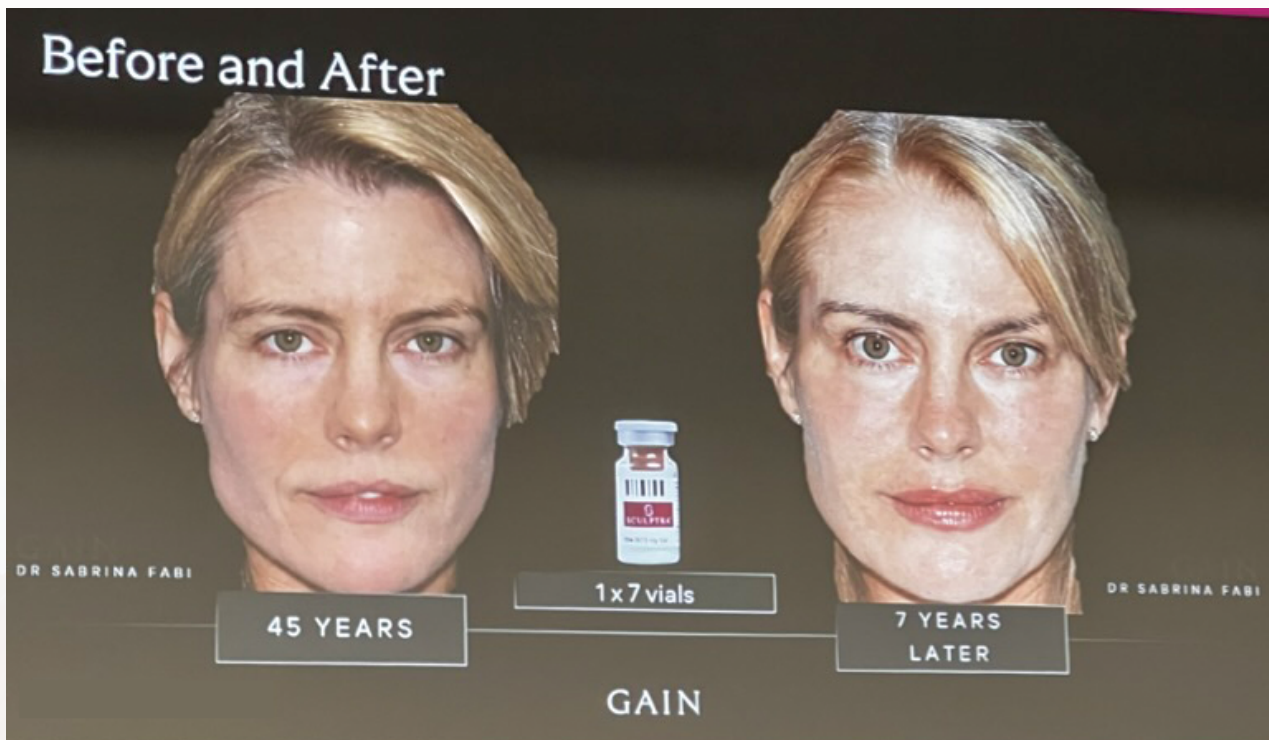 Before and After
SCULPTRA
DR SABRINA FABI
1 x 7 vials
DR SABRINA FABI
45 YEARS
7 YEARS
LATER
GAIN